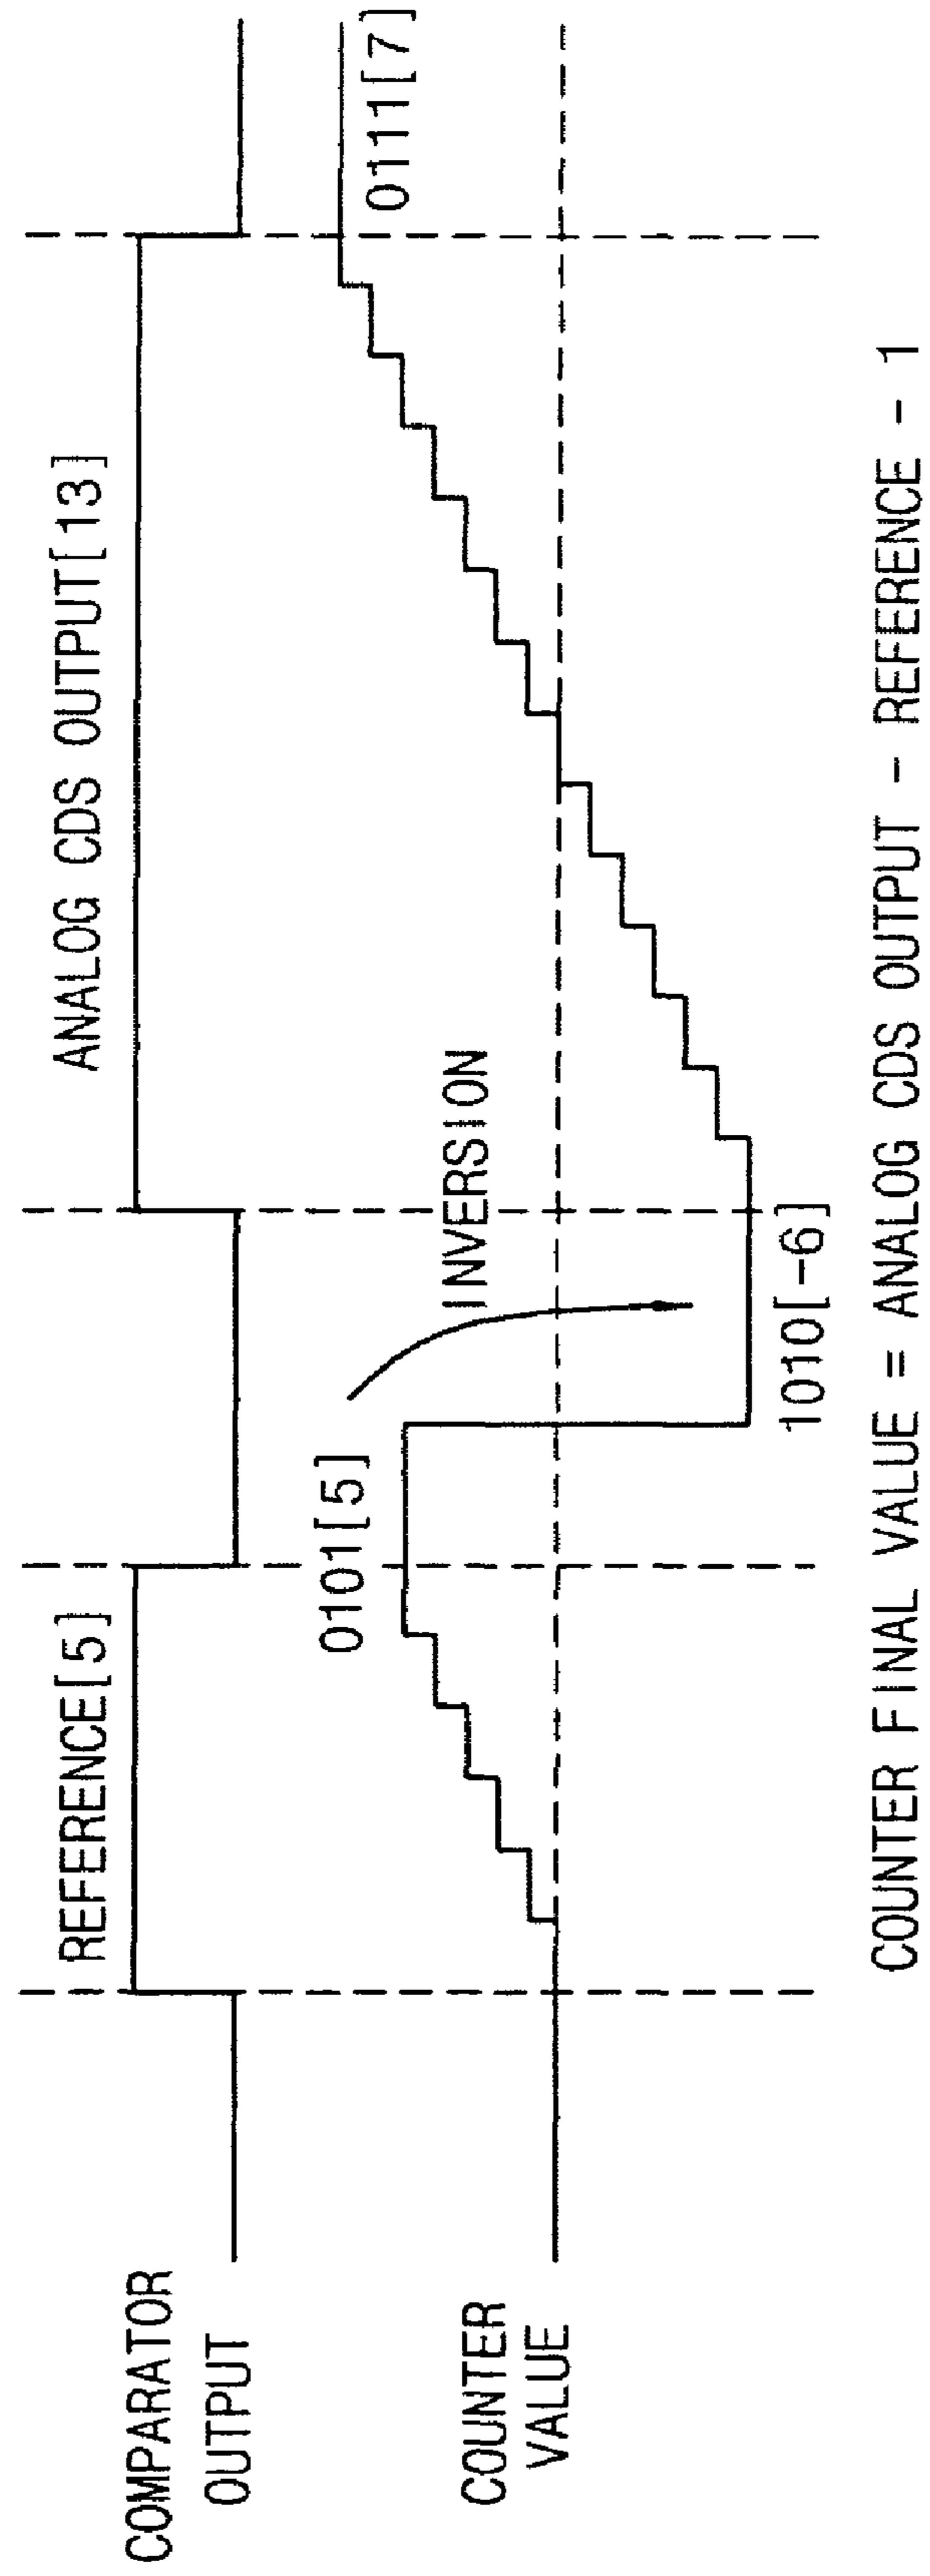 COMPARATOR
OUTPUT
REFERENCE[5]
ANALOG CDS OUTPUT[13]
COUNTER
VALUE
0101[5]
INVERSION
1010[-6]
0111[7]
COUNTER FINAL VALUE = ANALOG CDS OUTPUT - REFERENCE - 1